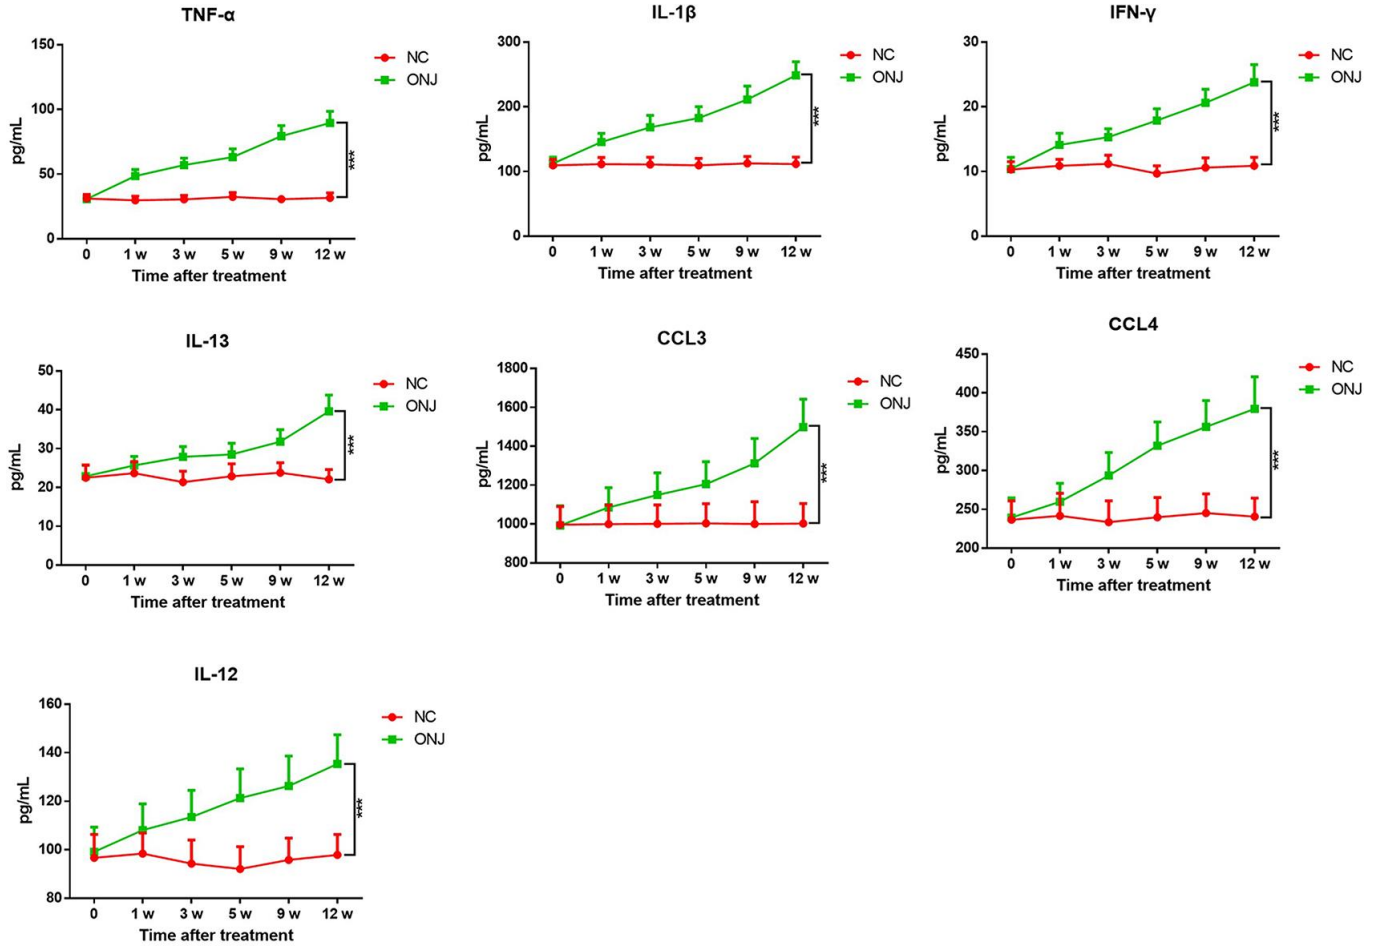 TNF-α
150
100
50
0
pg/mL
NC
ONJ
***
0 1 w 3 w 5 w 9 w 12 w
Time after treatment
IL-1β
300
200
100
0
pg/mL
NC
ONJ
***
0 1 w 3 w 5 w 9 w 12 w
Time after treatment
IFN-γ
30
20
10
0
pg/mL
NC
ONJ
***
0 1 w 3 w 5 w 9 w 12 w
Time after treatment
IL-13
50
40
30
20
10
0
pg/mL
NC
ONJ
***
0 1 w 3 w 5 w 9 w 12 w
Time after treatment
CCL3
1800
1600
1400
1200
1000
800
pg/mL
NC
ONJ
***
0 1 w 3 w 5 w 9 w 12 w
Time after treatment
CCL4
450
400
350
300
250
200
pg/mL
NC
ONJ
***
0 1 w 3 w 5 w 9 w 12 w
Time after treatment
IL-12
160
140
120
100
80
pg/mL
NC
ONJ
***
0 1 w 3 w 5 w 9 w 12 w
Time after treatment